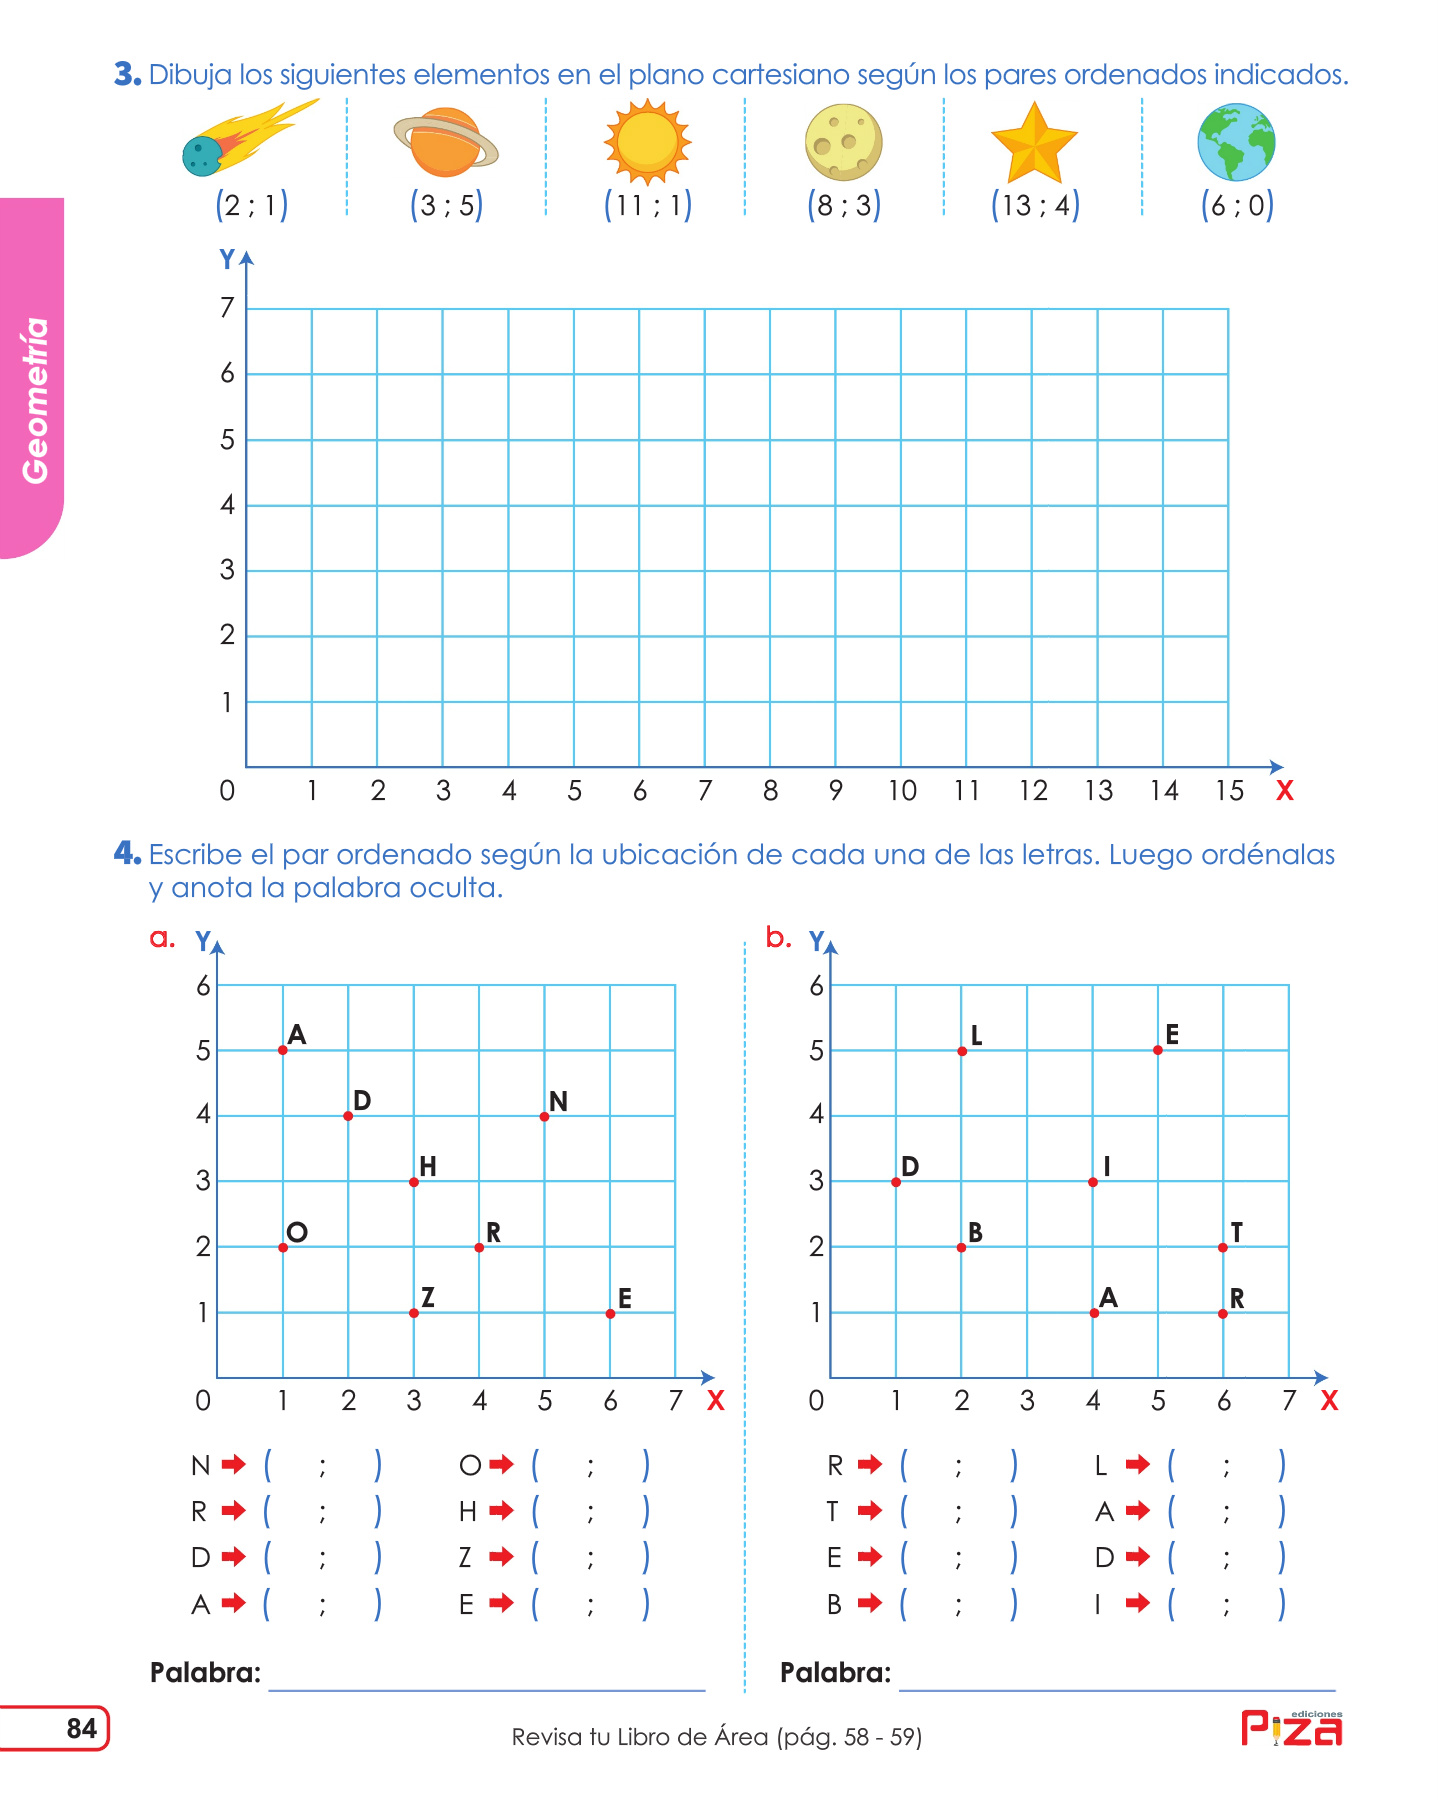 Geometría
3. Dibuja los siguientes elementos en el plano cartesiano según los pares ordenados indicados.
(2 ; 1) (3 ; 5) (11 ; 1) (8 ; 3) (13 ; 4) (6 ; 0)
Y
7
6
5
4
3
2
1
0 1 2 3 4 5 6 7 8 9 10 11 12 13 14 15 X
4. Escribe el par ordenado según la ubicación de cada una de las letras. Luego ordénalas
y anota la palabra oculta.
a. Y
6
A
5
D N
4
H
3
O R
2
Z E
1
0 1 2 3 4 5 6 7 X
N ( ; ) O ( ; )
R ( ; ) H ( ; )
D ( ; ) Z ( ; )
A ( ; ) E ( ; )
Palabra:
b. Y
6
L E
5
4
D I
3
B T
2
A R
1
0 1 2 3 4 5 6 7 X
R ( ; ) L ( ; )
T ( ; ) A ( ; )
E ( ; ) D ( ; )
B ( ; ) I ( ; )
Palabra:
84
Revisa tu Libro de Área (pág. 58 - 59)
ediciones
Piza